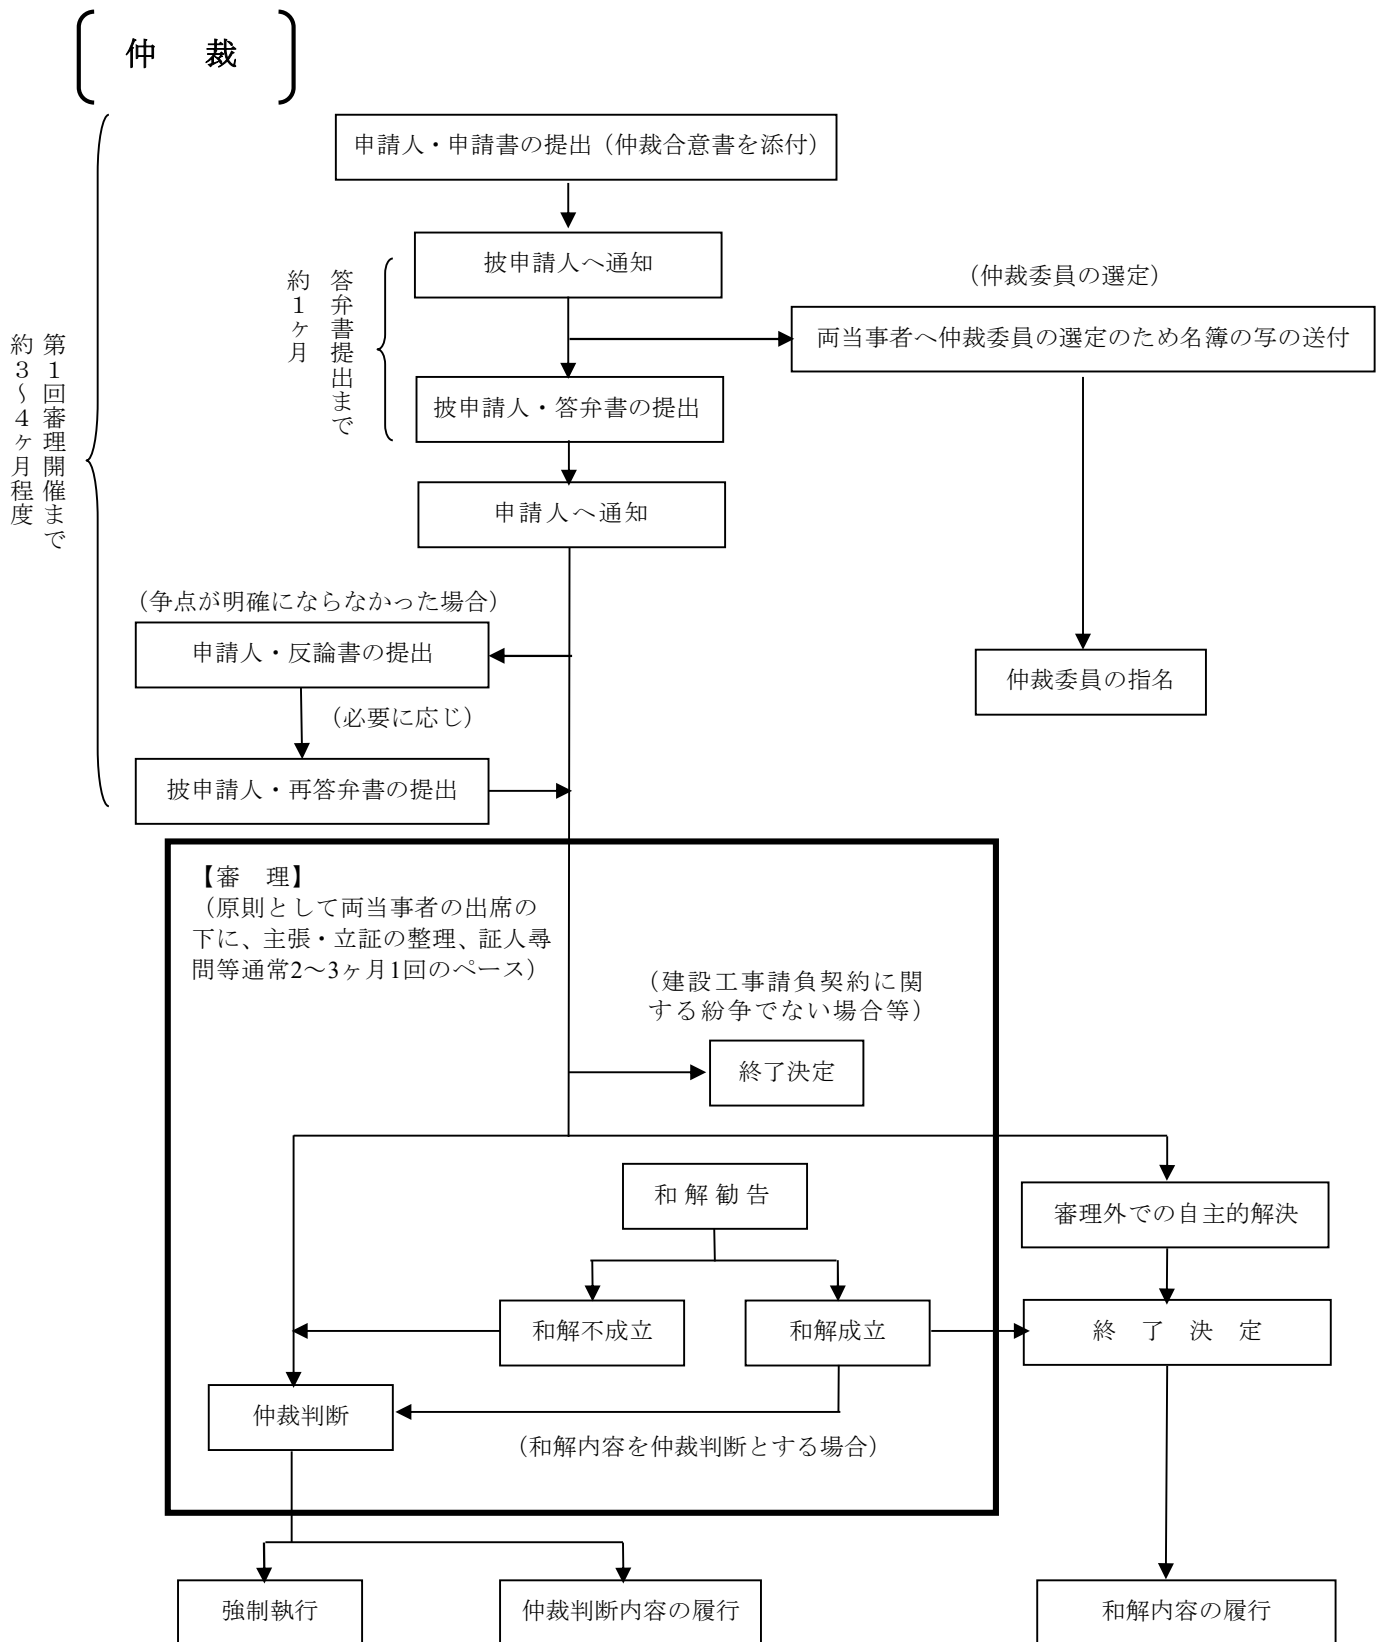 仲　裁
申請人・申請書の提出（仲裁合意書を添付）
披申請人へ通知
答弁書提出まで
約１ヶ月
（仲裁委員の選定）
両当事者へ仲裁委員の選定のため名簿の写の送付
第１回審理開催まで
約３～４ヶ月程度
披申請人・答弁書の提出
申請人へ通知
（争点が明確にならなかった場合）
申請人・反論書の提出
仲裁委員の指名
（必要に応じ）
披申請人・再答弁書の提出
【審　理】
（原則として両当事者の出席の
下に、主張・立証の整理、証人尋
問等通常2～3ヶ月1回のペース）
（建設工事請負契約に関
する紛争でない場合等）
終了決定
和解勧告
審理外での自主的解決
和解不成立
和解成立
終　了　決　定
仲裁判断
（和解内容を仲裁判断とする場合）
強制執行
仲裁判断内容の履行
和解内容の履行